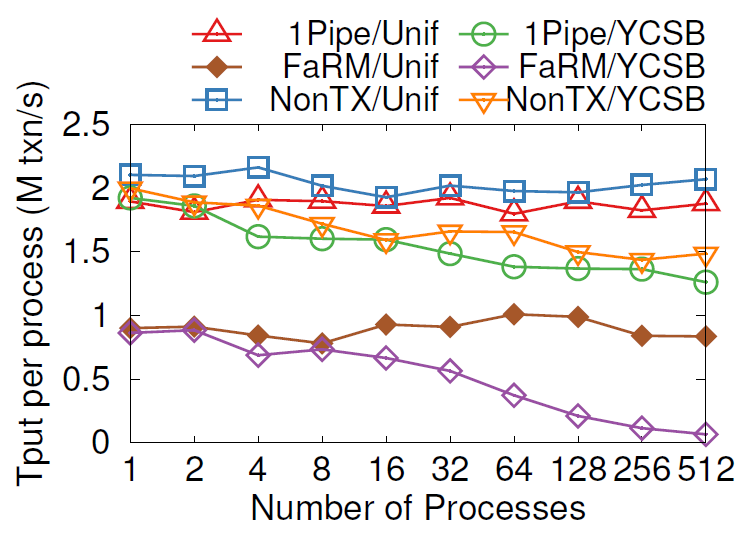 1Pipe/Unif 1Pipe/YCSB
FaRM/Unif FaRM/YCSB
NonTX/Unif NonTX/YCSB
Tput per process (M txn/s)
2.5
2
1.5
1
0.5
0
1 2 4 8 16 32 64 128 256 512
Number of Processes